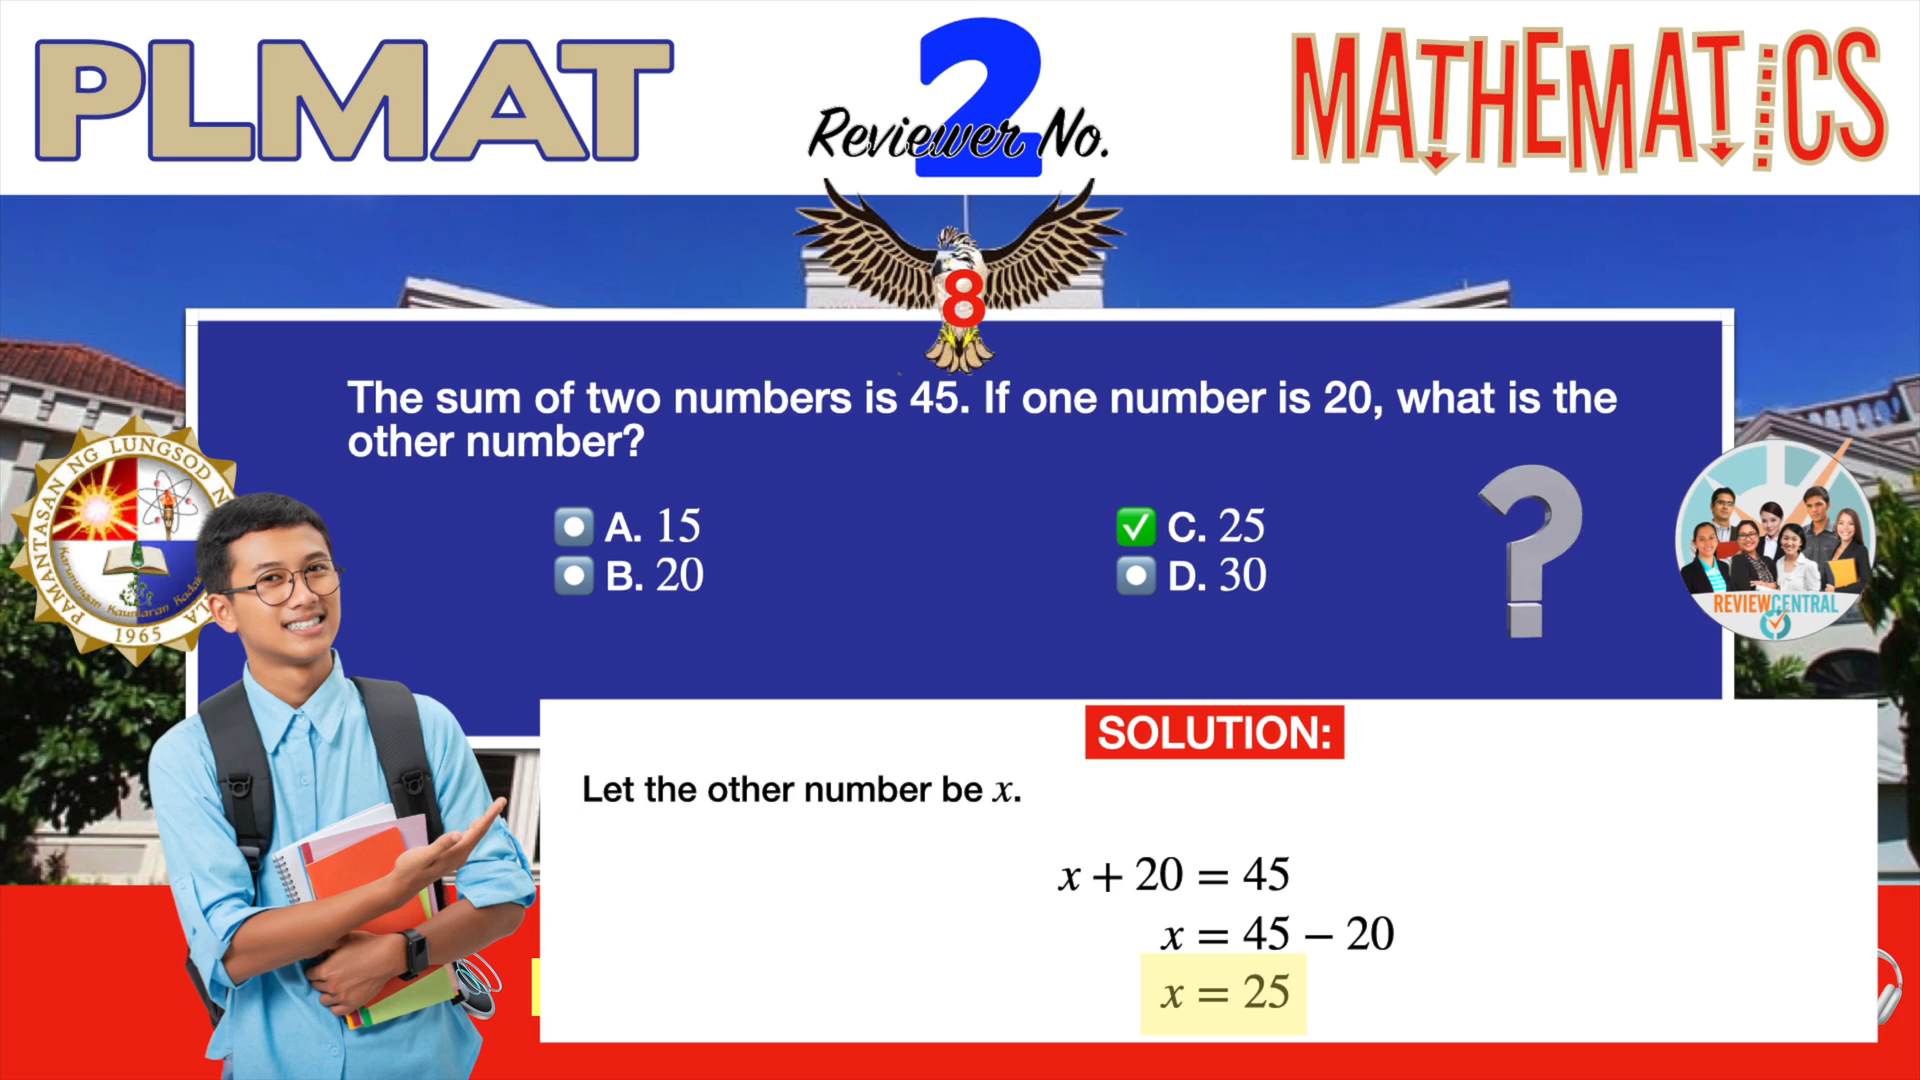 PLMAT
2
Reviewer No.
MATHEMATICS
8
The sum of two numbers is 45. If one number is 20, what is the
other number?
A. 15
B. 20
C. 25
D. 30
PAMANTASAN NG LUNGSOD
Karunungan Kaunlaran
1965
REVIEWCENTRAL
SOLUTION:
Let the other number be x.
x + 20 = 45
x = 45 − 20
x = 25